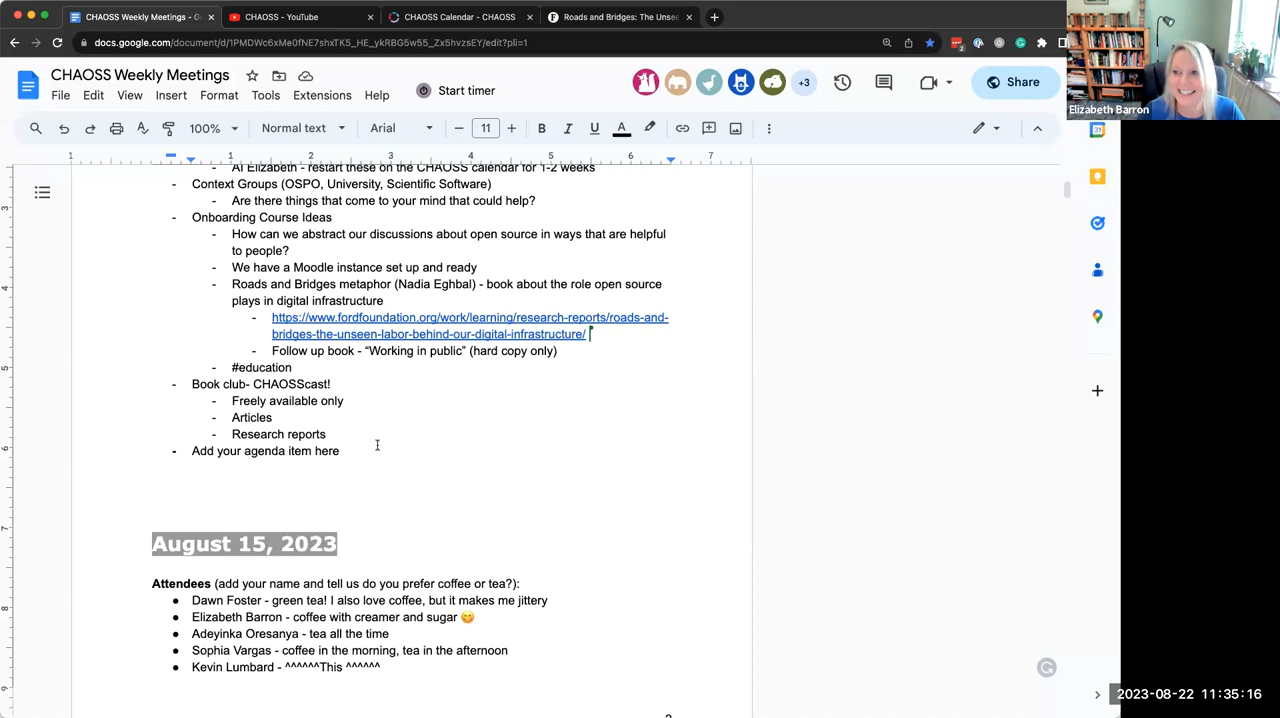 CHAOSS Weekly Meetings - G
CHAOSS - YouTube
CHAOSS Calendar - CHAOSS
Roads and Bridges: The Unsee
docs.google.com/document/d/1PMDWc6xMe0fNE7shxTK5_HE_ykRBG5w55_Zx5hvzsEY/edit?pli=1
CHAOSS Weekly Meetings
File Edit View Insert Format Tools Extensions Help
Start timer
+3
Share
Elizabeth Barron
100% Normal text Arial 11
1 1 2 3 4 5 6 7
AI Elizabeth - restart these on the CHAOSS calendar for 1-2 weeks
- Context Groups (OSPO, University, Scientific Software)
- Are there things that come to your mind that could help?
- Onboarding Course Ideas
- How can we abstract our discussions about open source in ways that are helpful
to people?
- We have a Moodle instance set up and ready
- Roads and Bridges metaphor (Nadia Eghbal) - book about the role open source
plays in digital infrastructure
- https://www.fordfoundation.org/work/learning/research-reports/roads-and-
bridges-the-unseen-labor-behind-our-digital-infrastructure/
- Follow up book - “Working in public” (hard copy only)
- #education
- Book club- CHAOSScast!
- Freely available only
- Articles
- Research reports
- Add your agenda item here
August 15, 2023
Attendees (add your name and tell us do you prefer coffee or tea?):
● Dawn Foster - green tea! I also love coffee, but it makes me jittery
● Elizabeth Barron - coffee with creamer and sugar 😋
● Adeyinka Oresanya - tea all the time
● Sophia Vargas - coffee in the morning, tea in the afternoon
● Kevin Lumbard - ^^^^^^This ^^^^^^
2023-08-22 11:35:16